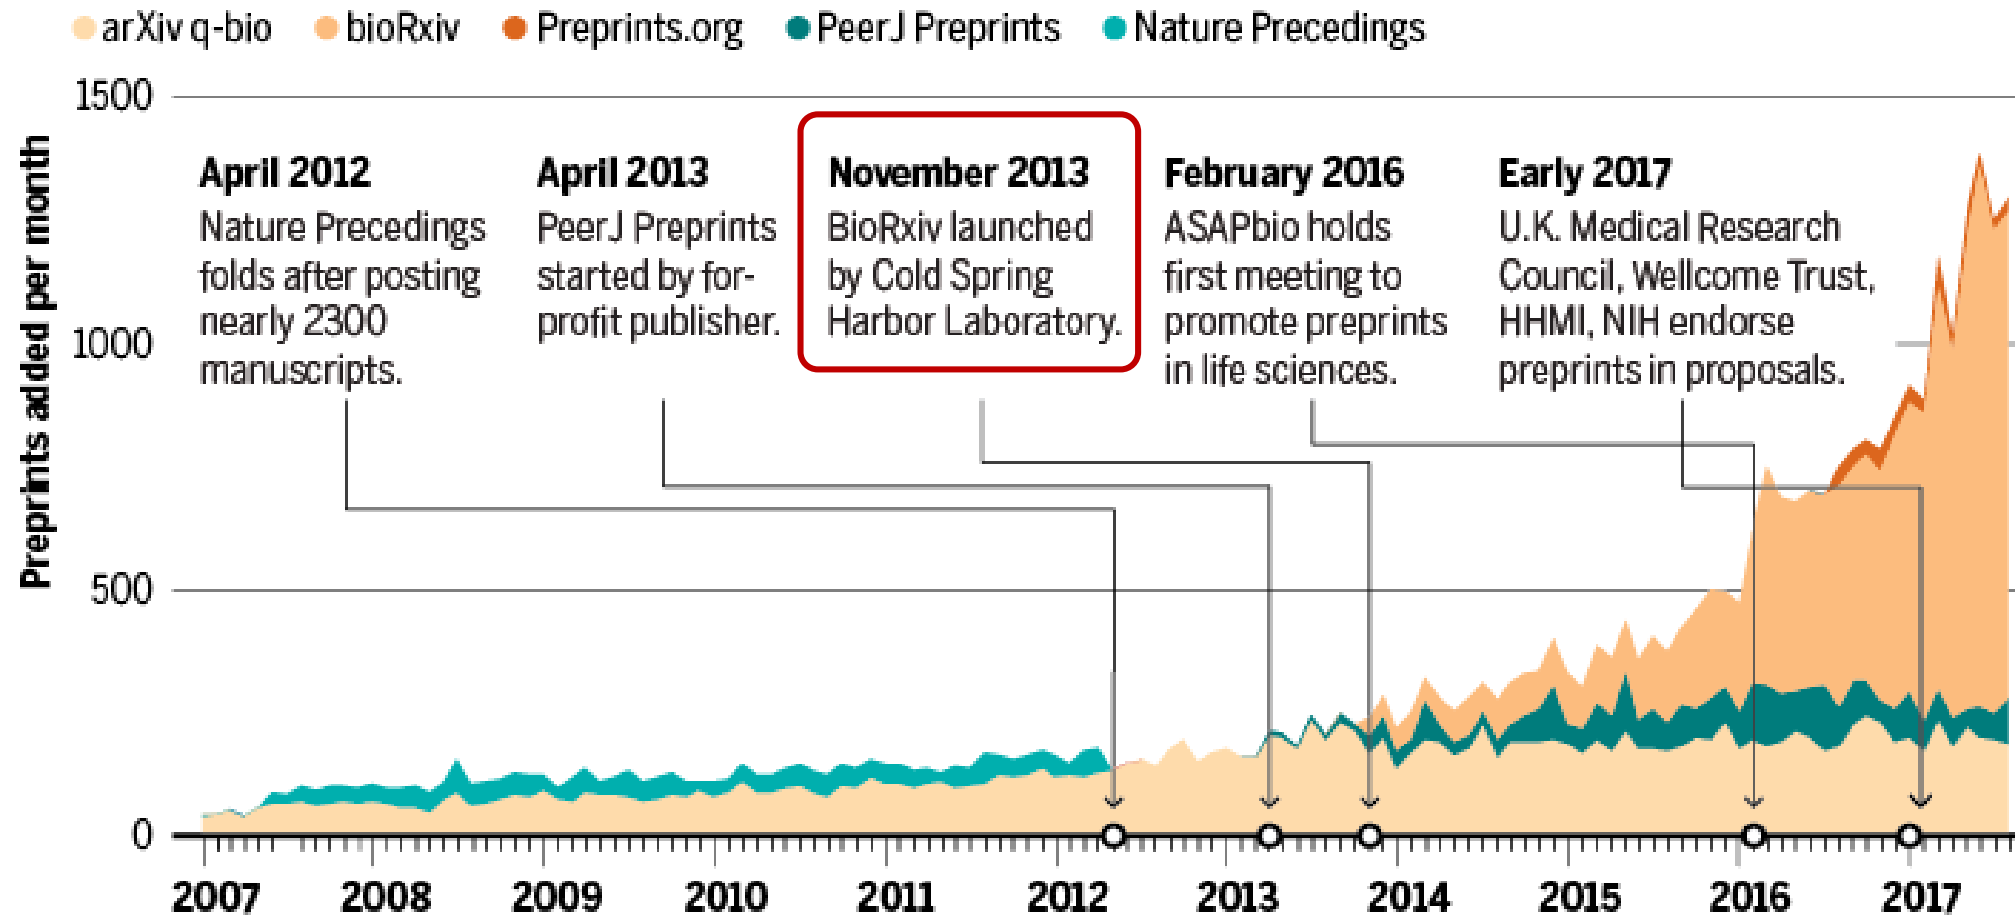 arXiv q-bio bioRxiv Preprints.org PeerJ Preprints Nature Precedings
Preprints added per month
1500
1000
500
0
April 2012
Nature Precedings
folds after posting
nearly 2300
manuscripts.
April 2013
PeerJ Preprints
started by for-
profit publisher.
November 2013
BioRxiv launched
by Cold Spring
Harbor Laboratory.
February 2016
ASAPbio holds
first meeting to
promote preprints
in life sciences.
Early 2017
U.K. Medical Research
Council, Wellcome Trust,
HHMI, NIH endorse
preprints in proposals.
2007 2008 2009 2010 2011 2012 2013 2014 2015 2016 2017